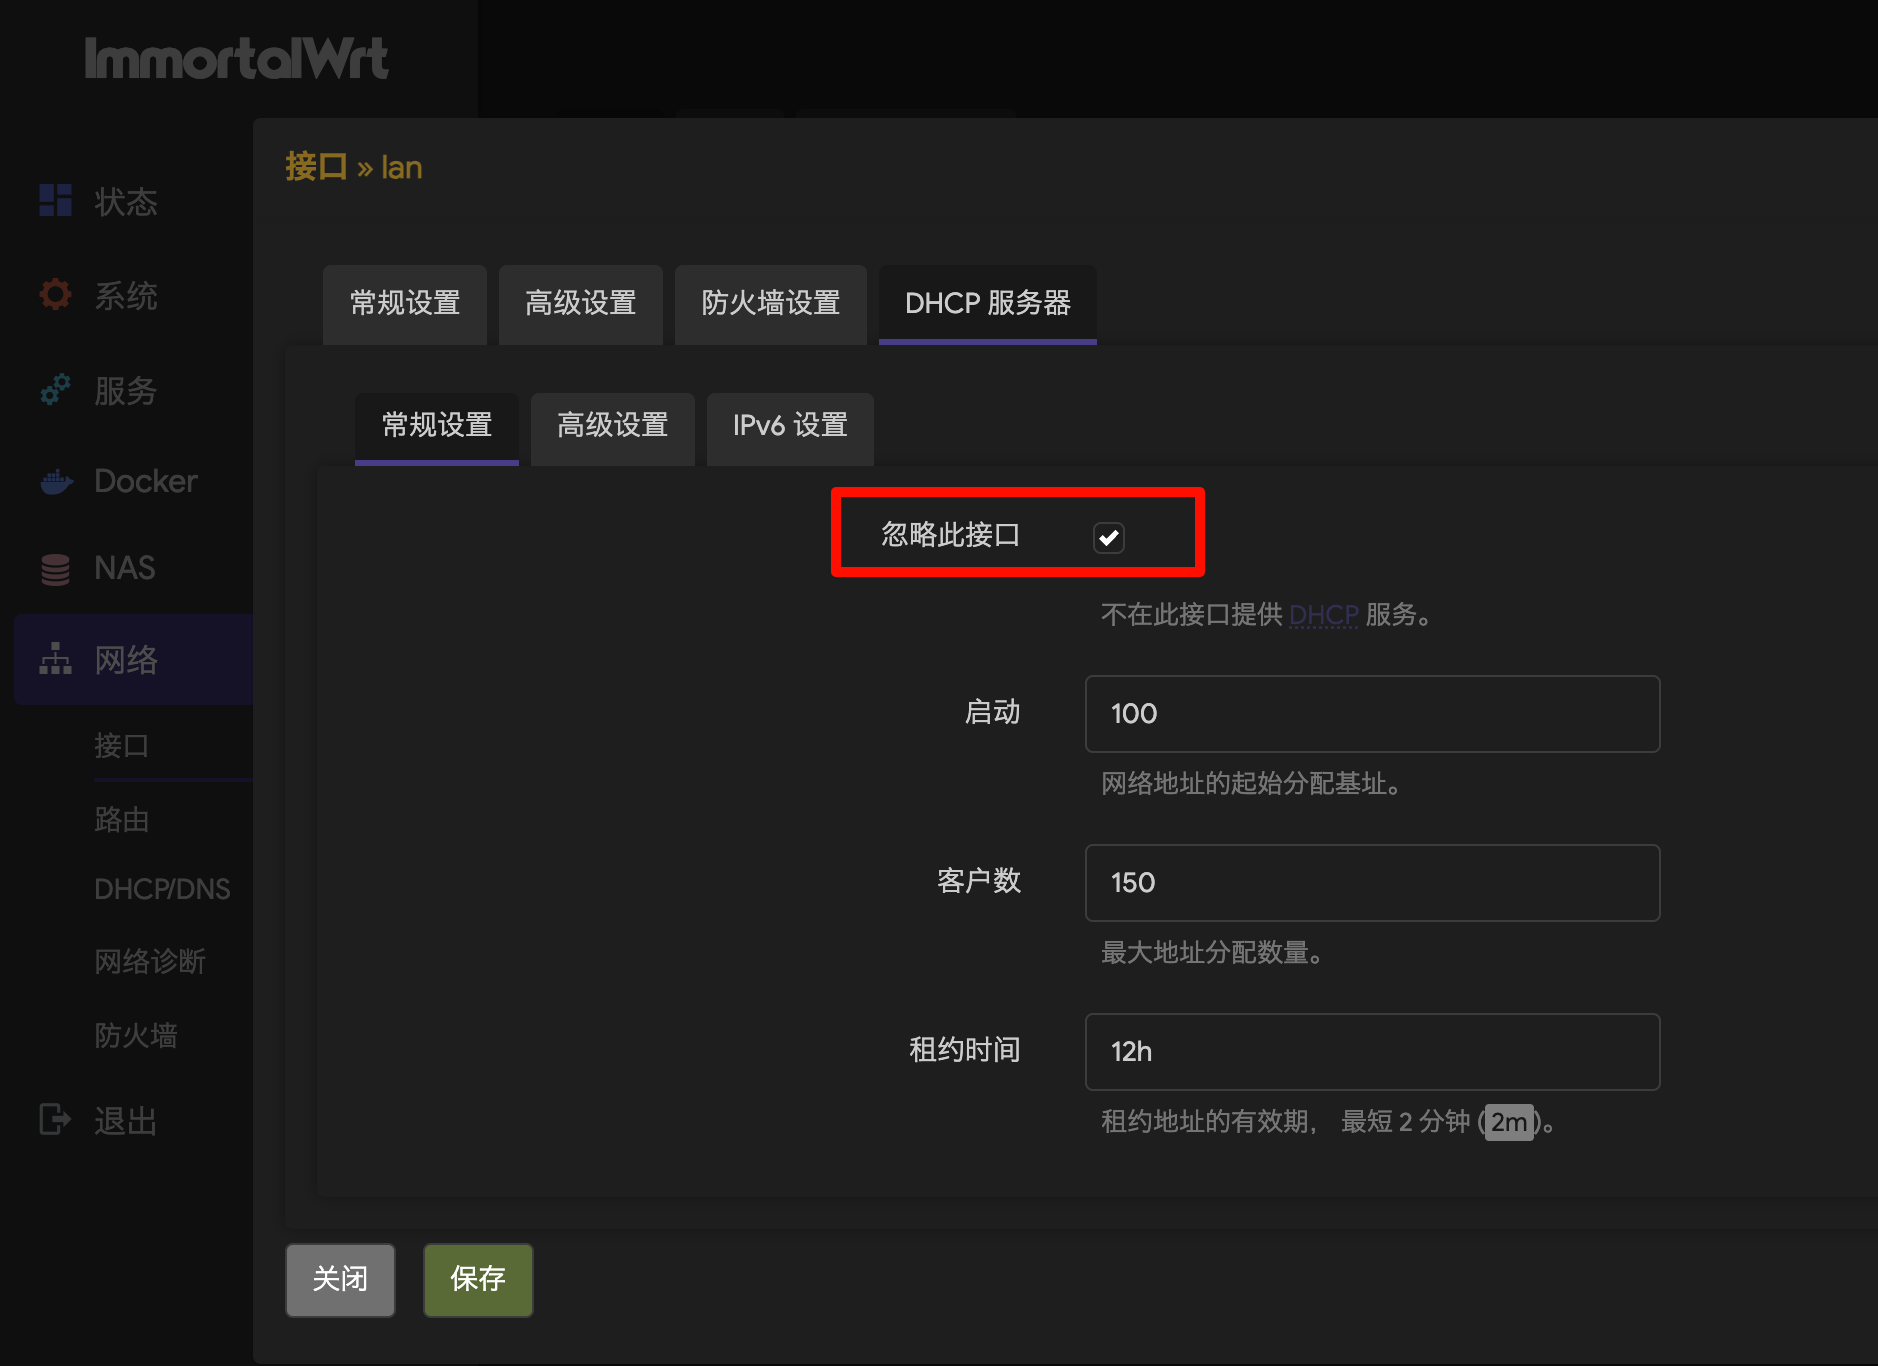 ImmortalWrt
状态
系统
服务
Docker
NAS
网络
接口
路由
DHCP/DNS
网络诊断
防火墙
退出
接口 » lan
常规设置
高级设置
防火墙设置
DHCP 服务器
常规设置
高级设置
IPv6 设置
忽略此接口
不在此接口提供 DHCP 服务。
启动
100
网络地址的起始分配基址。
客户数
150
最大地址分配数量。
租约时间
12h
租约地址的有效期， 最短 2 分钟 (2m)。
关闭
保存